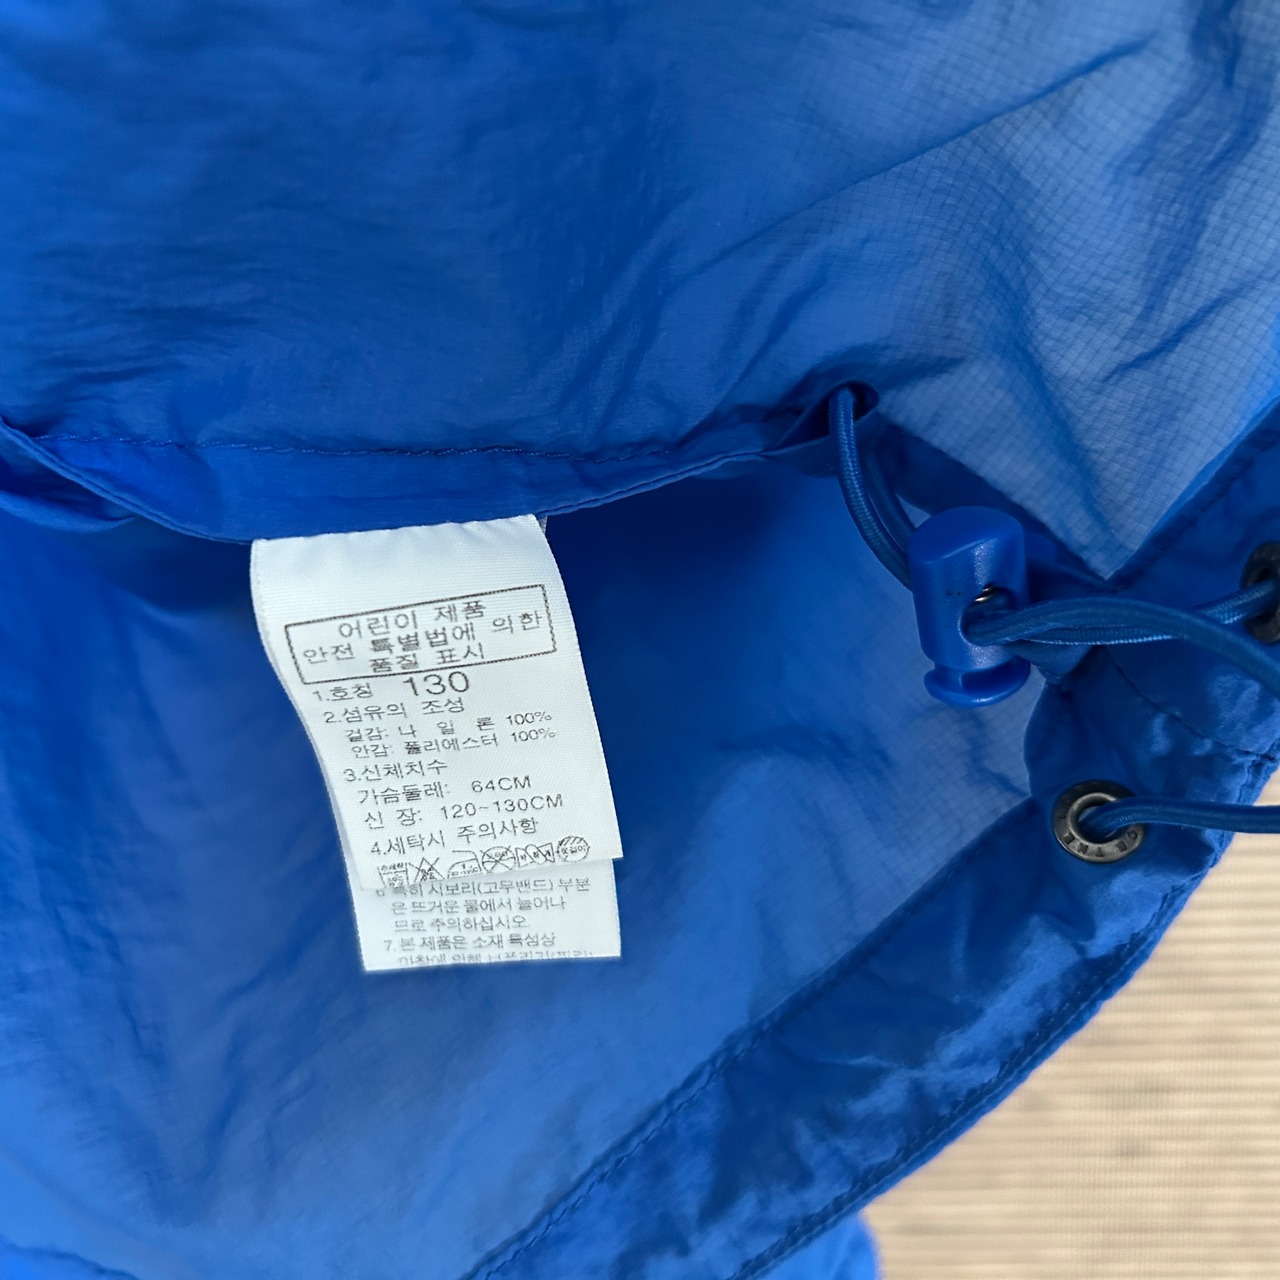 어린이 제품
안전 특별법에 의한
품질 표시
1.호칭 130
2.섬유의 조성
겉감: 나 일 론 100%
안감: 폴리에스터 100%
3.신체치수
가슴둘레: 64CM
신 장: 120~130CM
4.세탁시 주의사항
특히 시보리(고무밴드) 부분
은 뜨거운 물에서 늘어나
므로 주의하십시오.
7.본 제품은 소재 특성상